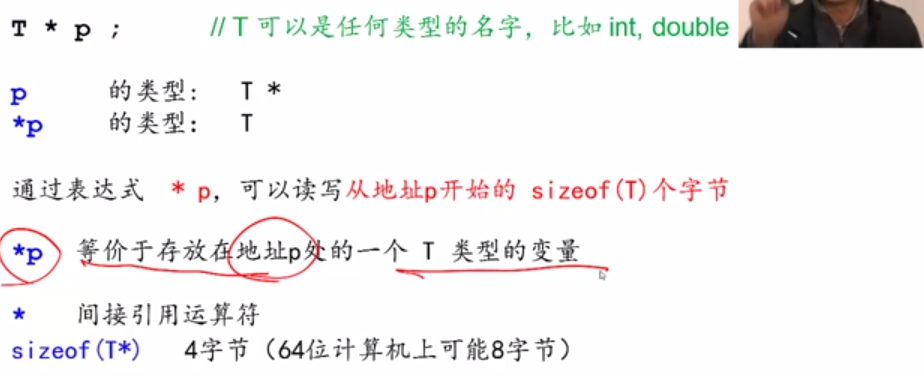 T * p ; // T 可以是任何类型的名字，比如 int, double
p 的类型： T *
*p 的类型： T
通过表达式 * p，可以读写从地址p开始的 sizeof(T)个字节
*p 等价于存放在地址p处的一个 T 类型的变量
* 间接引用运算符
sizeof(T*) 4字节（64位计算机上可能8字节）